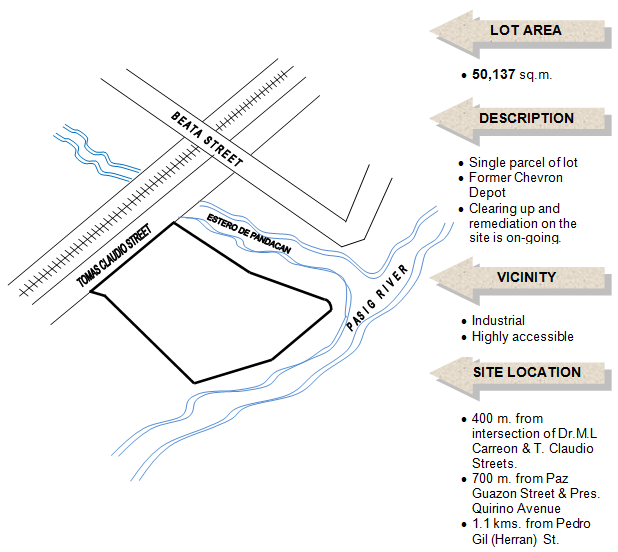 LOT AREA
• 50,137 sq.m.
DESCRIPTION
• Single parcel of lot
• Former Chevron
Depot
• Clearing up and
remediation on the
site is on-going.
VICINITY
• Industrial
• Highly accessible
SITE LOCATION
• 400 m. from
intersection of Dr.M.L
Carreon & T. Claudio
Streets.
• 700 m. from Paz
Guazon Street & Pres.
Quirino Avenue
• 1.1 kms. from Pedro
Gil (Herran) St.
BEATA STREET
TOMAS CLAUDIO STREET
ESTERO DE PANDACAN
PASIG RIVER